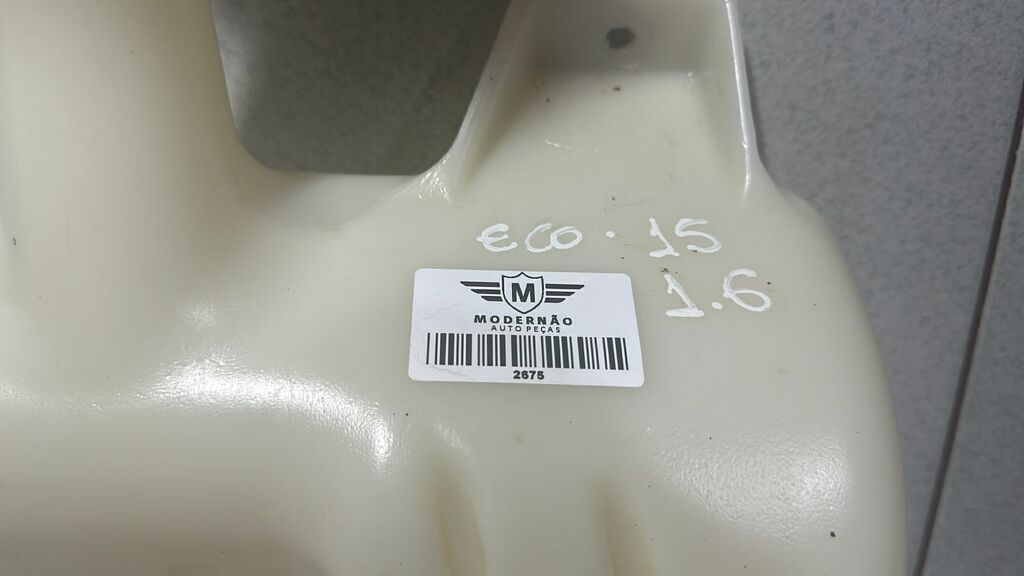 ECO · 15
1.6
M
MODERNÃO
AUTO PEÇAS
2675